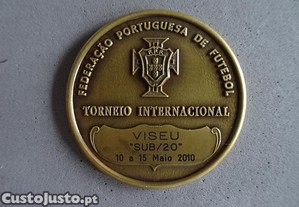 FEDERAÇÃO PORTUGUESA DE FUTEBOL
TORNEIO INTERNACIONAL
VISEU
"SUB/20"
10 a 15 Maio 2010
CustoJusto.pt